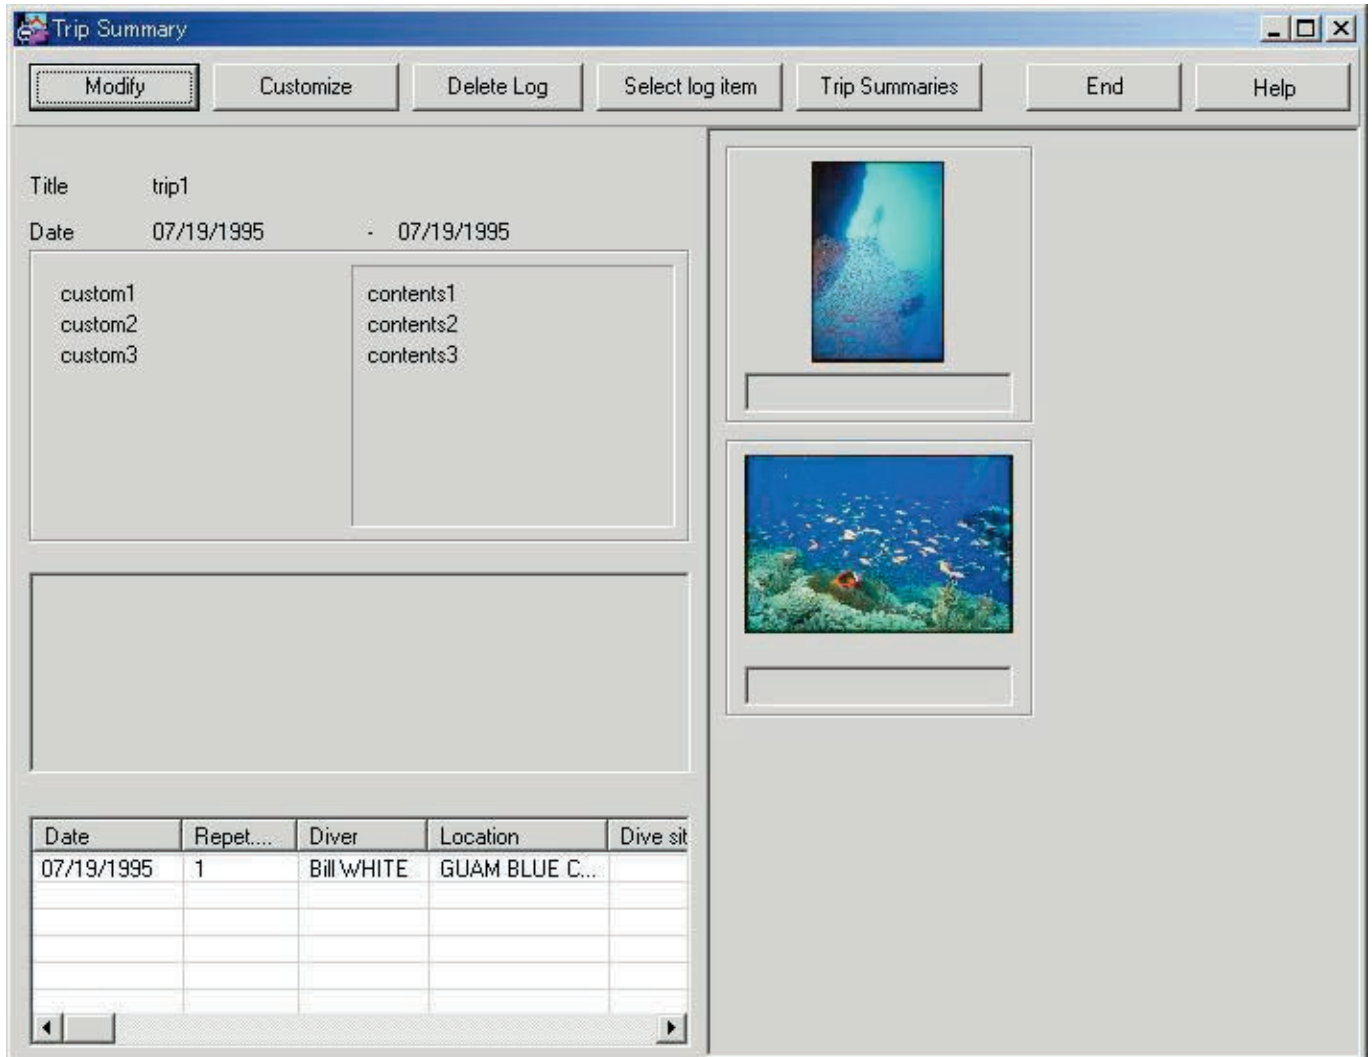 Trip Summary
Modify Customize Delete Log Select log item Trip Summaries End Help
Title trip1
Date 07/19/1995 - 07/19/1995
custom1 contents1
custom2 contents2
custom3 contents3
Date Repet.... Diver Location Dive sit
07/19/1995 1 Bill WHITE GUAM BLUE C...